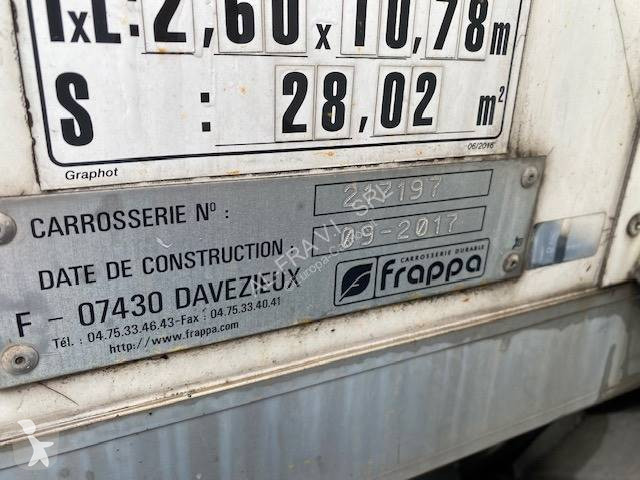 lxL: 2,60 x 10,78 m
S : 28,02 m²
Graphot 06/2016
CARROSSERIE Nº :
DATE DE CONSTRUCTION : 09-2017
F - 07430 DAVEZIEUX
CARROSSERIE DURABLE
frappa
Tél. : 04.75.33.46.43-Fax : 04.75.33.40.41
http://www.frappa.com